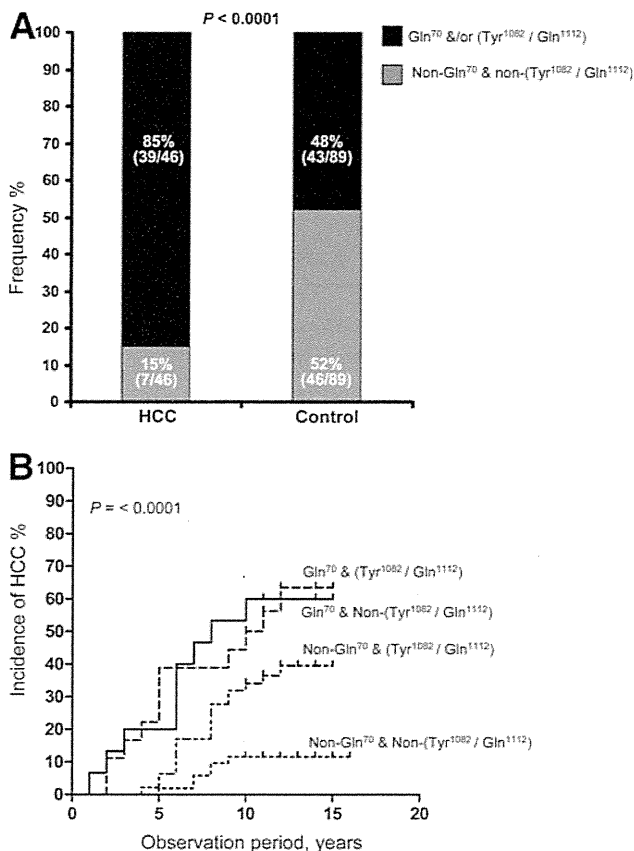 A
P < 0.0001
Gln⁷⁰ &/or (Tyr¹⁰⁸² / Gln¹¹¹²)
Non-Gln⁷⁰ & non-(Tyr¹⁰⁸² / Gln¹¹¹²)
Frequency %
100
90
80
70
60
50
40
30
20
10
0
85%
(39/46)
48%
(43/89)
15%
(7/46)
52%
(46/89)
HCC
Control
B
P = < 0.0001
Incidence of HCC %
100
90
80
70
60
50
40
30
20
10
0
Gln⁷⁰ & (Tyr¹⁰⁸² / Gln¹¹¹²)
Gln⁷⁰ & Non-(Tyr¹⁰⁸² / Gln¹¹¹²)
Non-Gln⁷⁰ & (Tyr¹⁰⁸² / Gln¹¹¹²)
Non-Gln⁷⁰ & Non-(Tyr¹⁰⁸² / Gln¹¹¹²)
0
5
10
15
20
Observation period, years